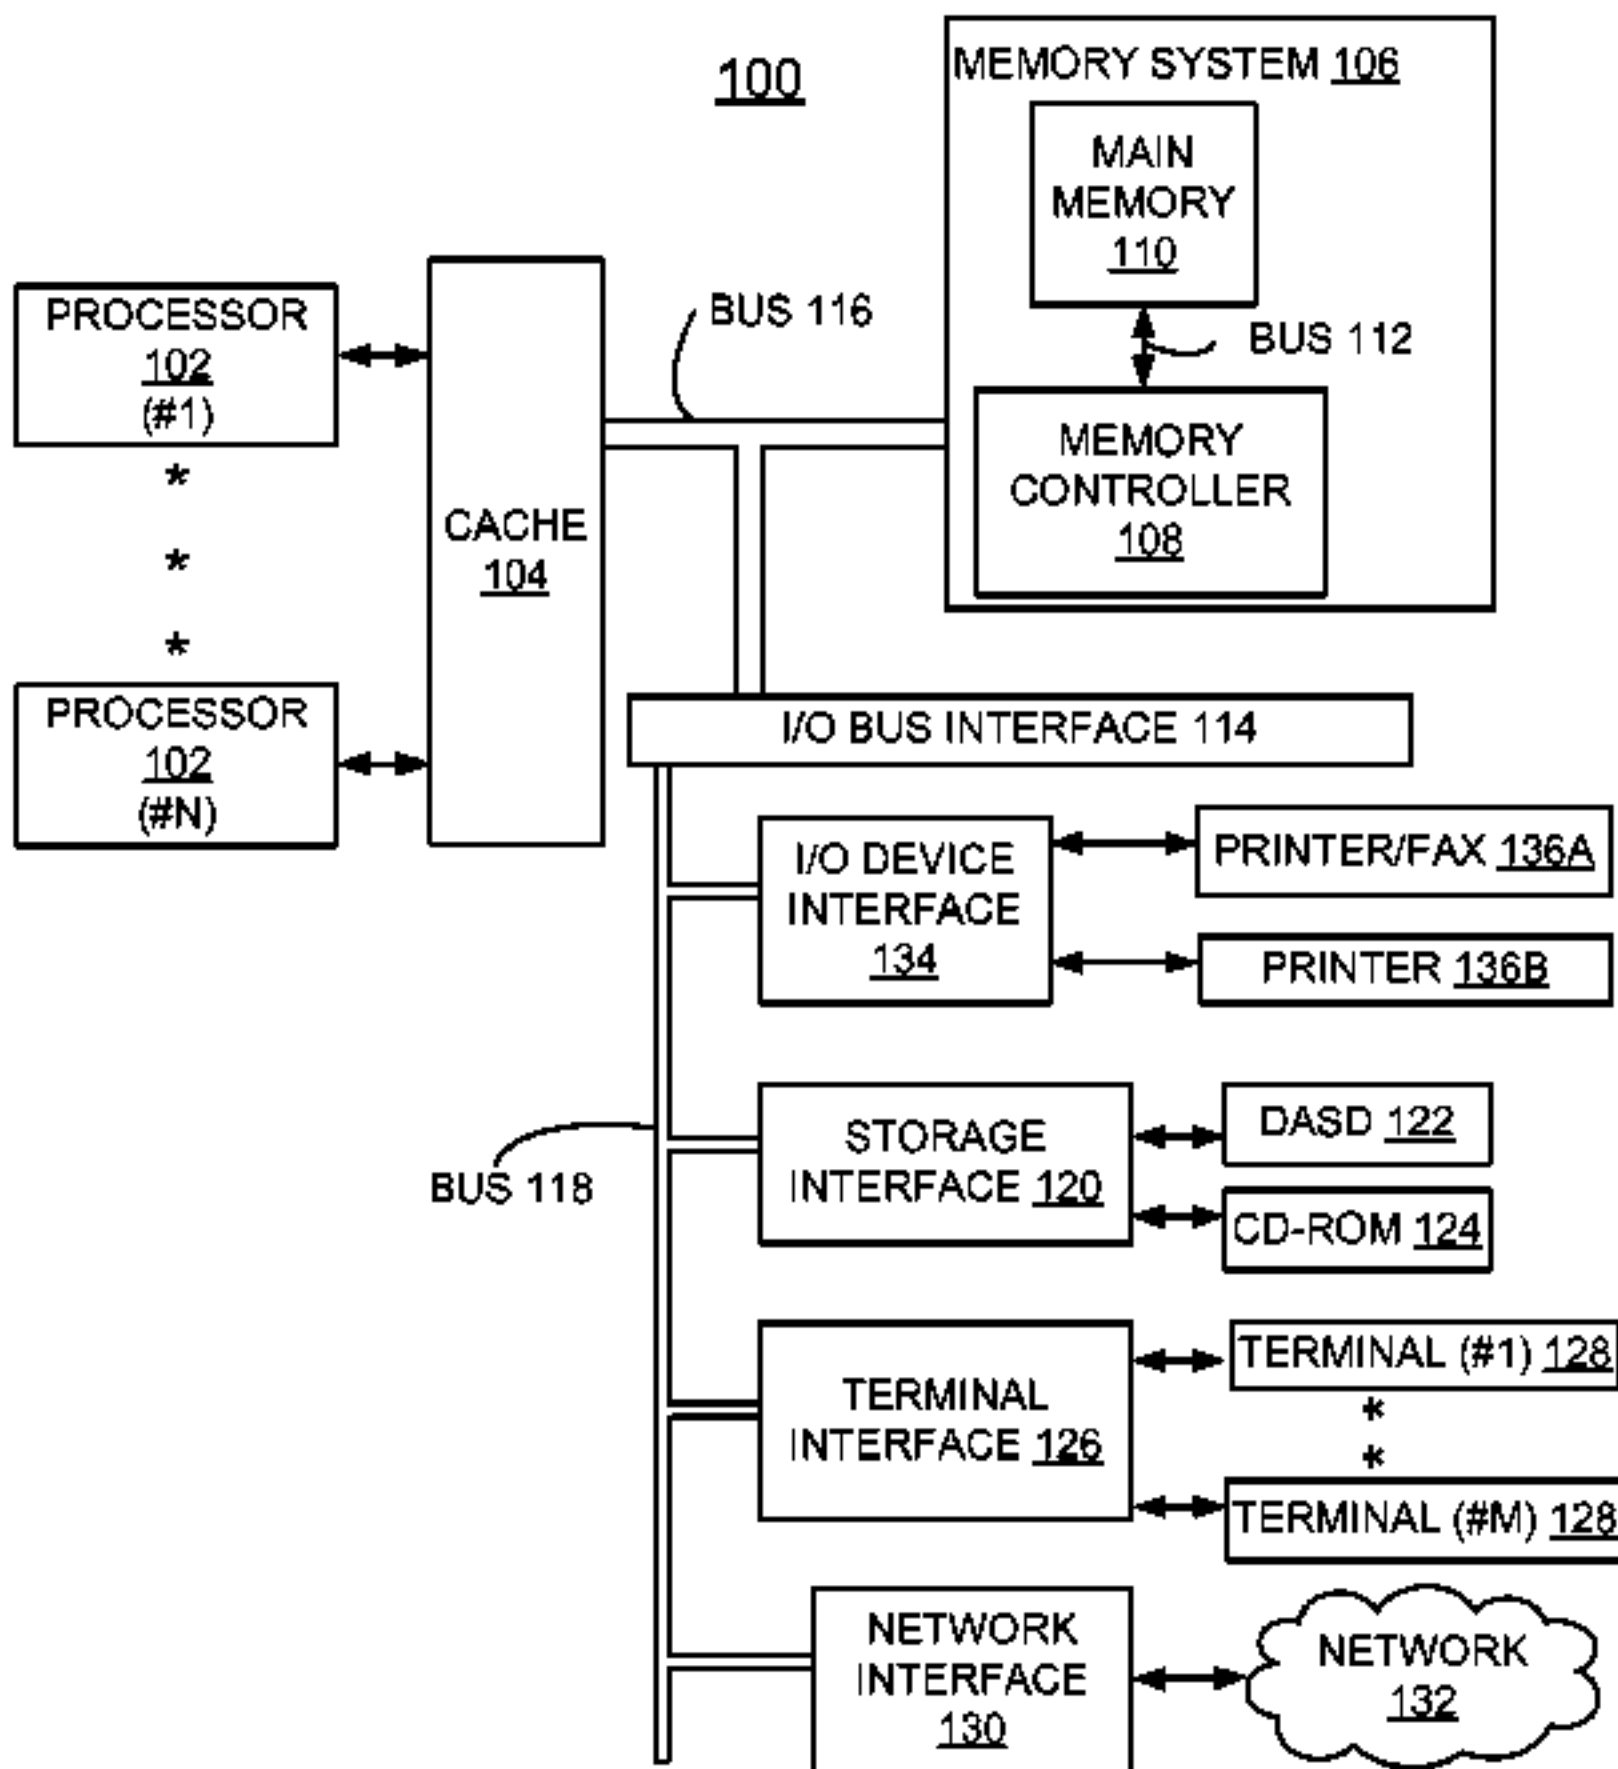 100
MEMORY SYSTEM 106
MAIN
MEMORY
110
BUS 112
MEMORY
CONTROLLER
108
BUS 116
PROCESSOR
102
(#1)
*
*
*
PROCESSOR
102
(#N)
CACHE
104
I/O BUS INTERFACE 114
I/O DEVICE
INTERFACE
134
PRINTER/FAX 136A
PRINTER 136B
BUS 118
STORAGE
INTERFACE 120
DASD 122
CD-ROM 124
TERMINAL
INTERFACE 126
TERMINAL (#1) 128
*
*
TERMINAL (#M) 128
NETWORK
INTERFACE
130
NETWORK
132